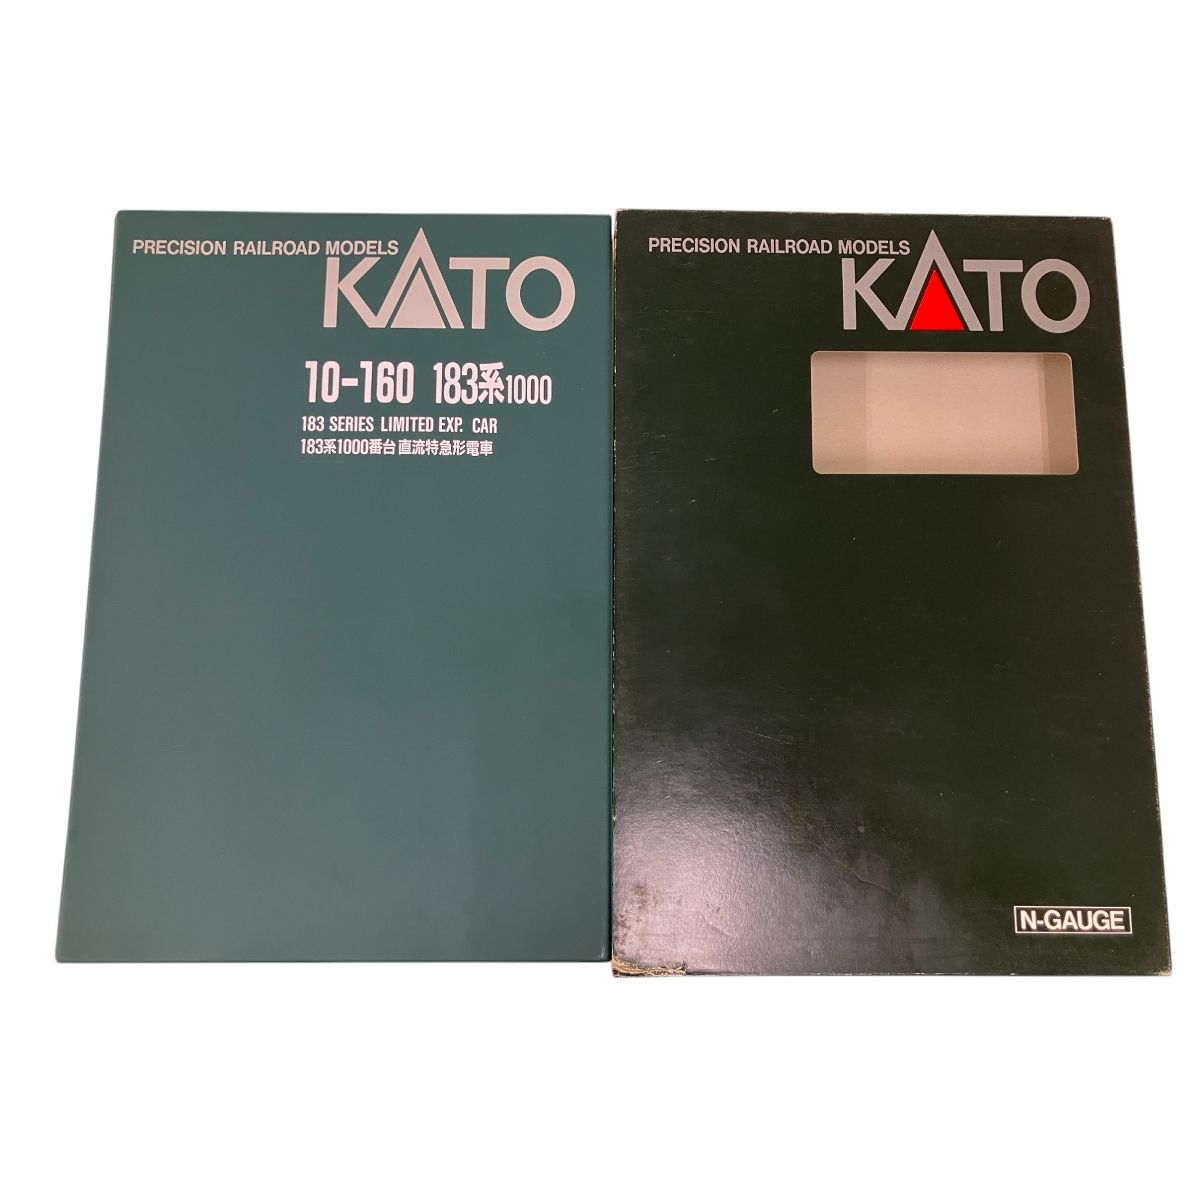 PRECISION RAILROAD MODELS
KATO
10-160 183系1000
183 SERIES LIMITED EXP. CAR
183系1000番台直流特急形電車
PRECISION RAILROAD MODELS
KATO
N-GAUGE